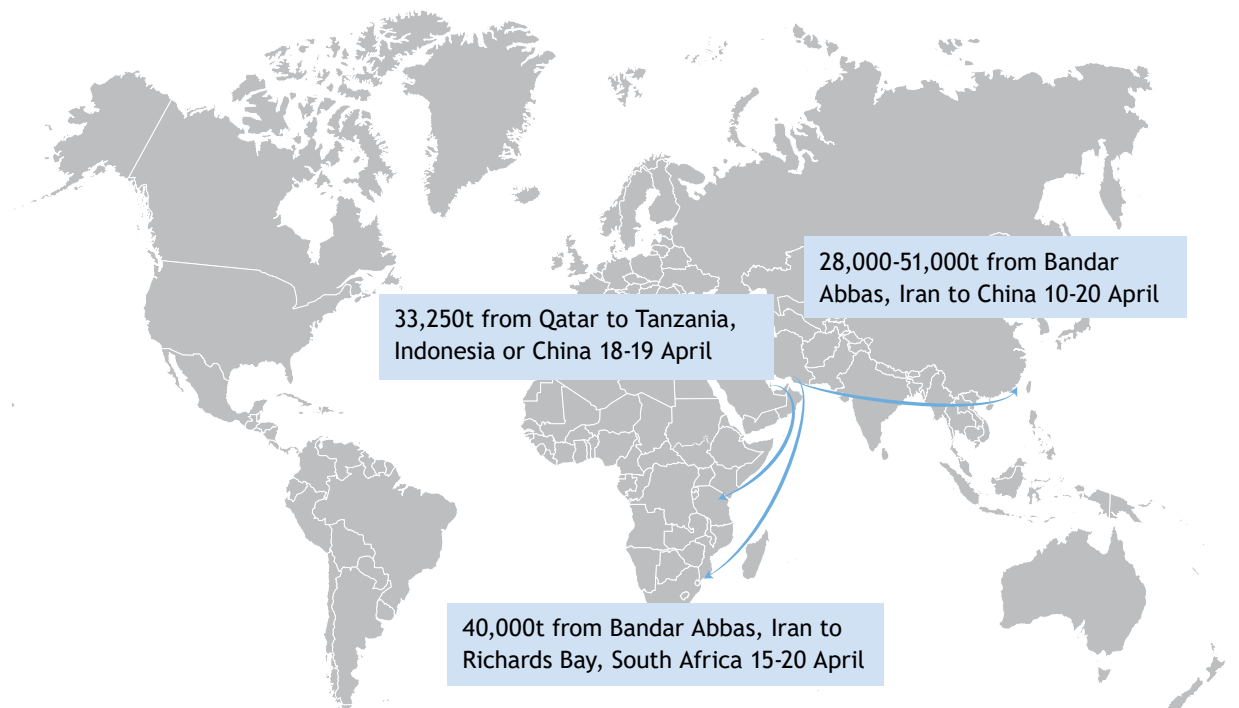 28,000-51,000t from Bandar
Abbas, Iran to China 10-20 April
33,250t from Qatar to Tanzania,
Indonesia or China 18-19 April
40,000t from Bandar Abbas, Iran to
Richards Bay, South Africa 15-20 April